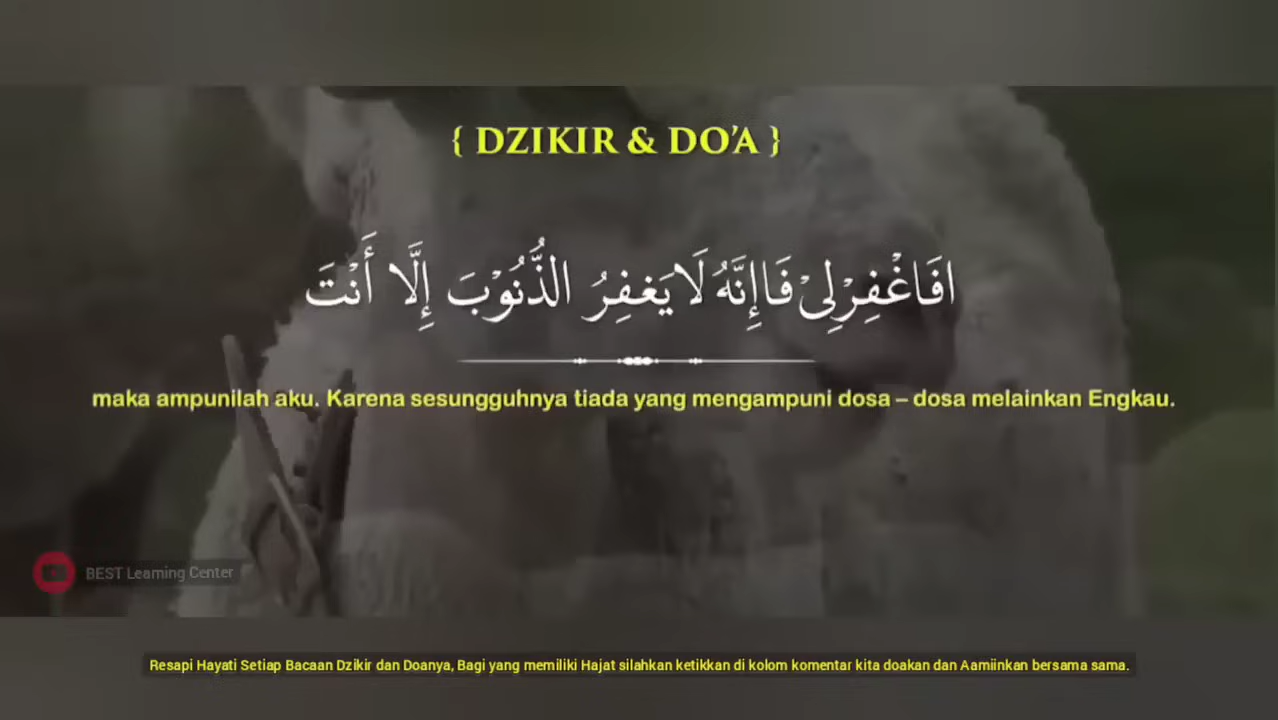 { DZIKIR & DO’A }
افَاغْفِرْلِىْ فَاإِنَّهُ لَا يَغفِرُ الذُّنُوْبَ إِلَّا أَنْتَ
maka ampunilah aku. Karena sesungguhnya tiada yang mengampuni dosa – dosa melainkan Engkau.
BEST Learning Center
Resapi Hayati Setiap Bacaan Dzikir dan Doanya, Bagi yang memiliki Hajat silahkan ketikkan di kolom komentar kita doakan dan Aamiinkan bersama sama.